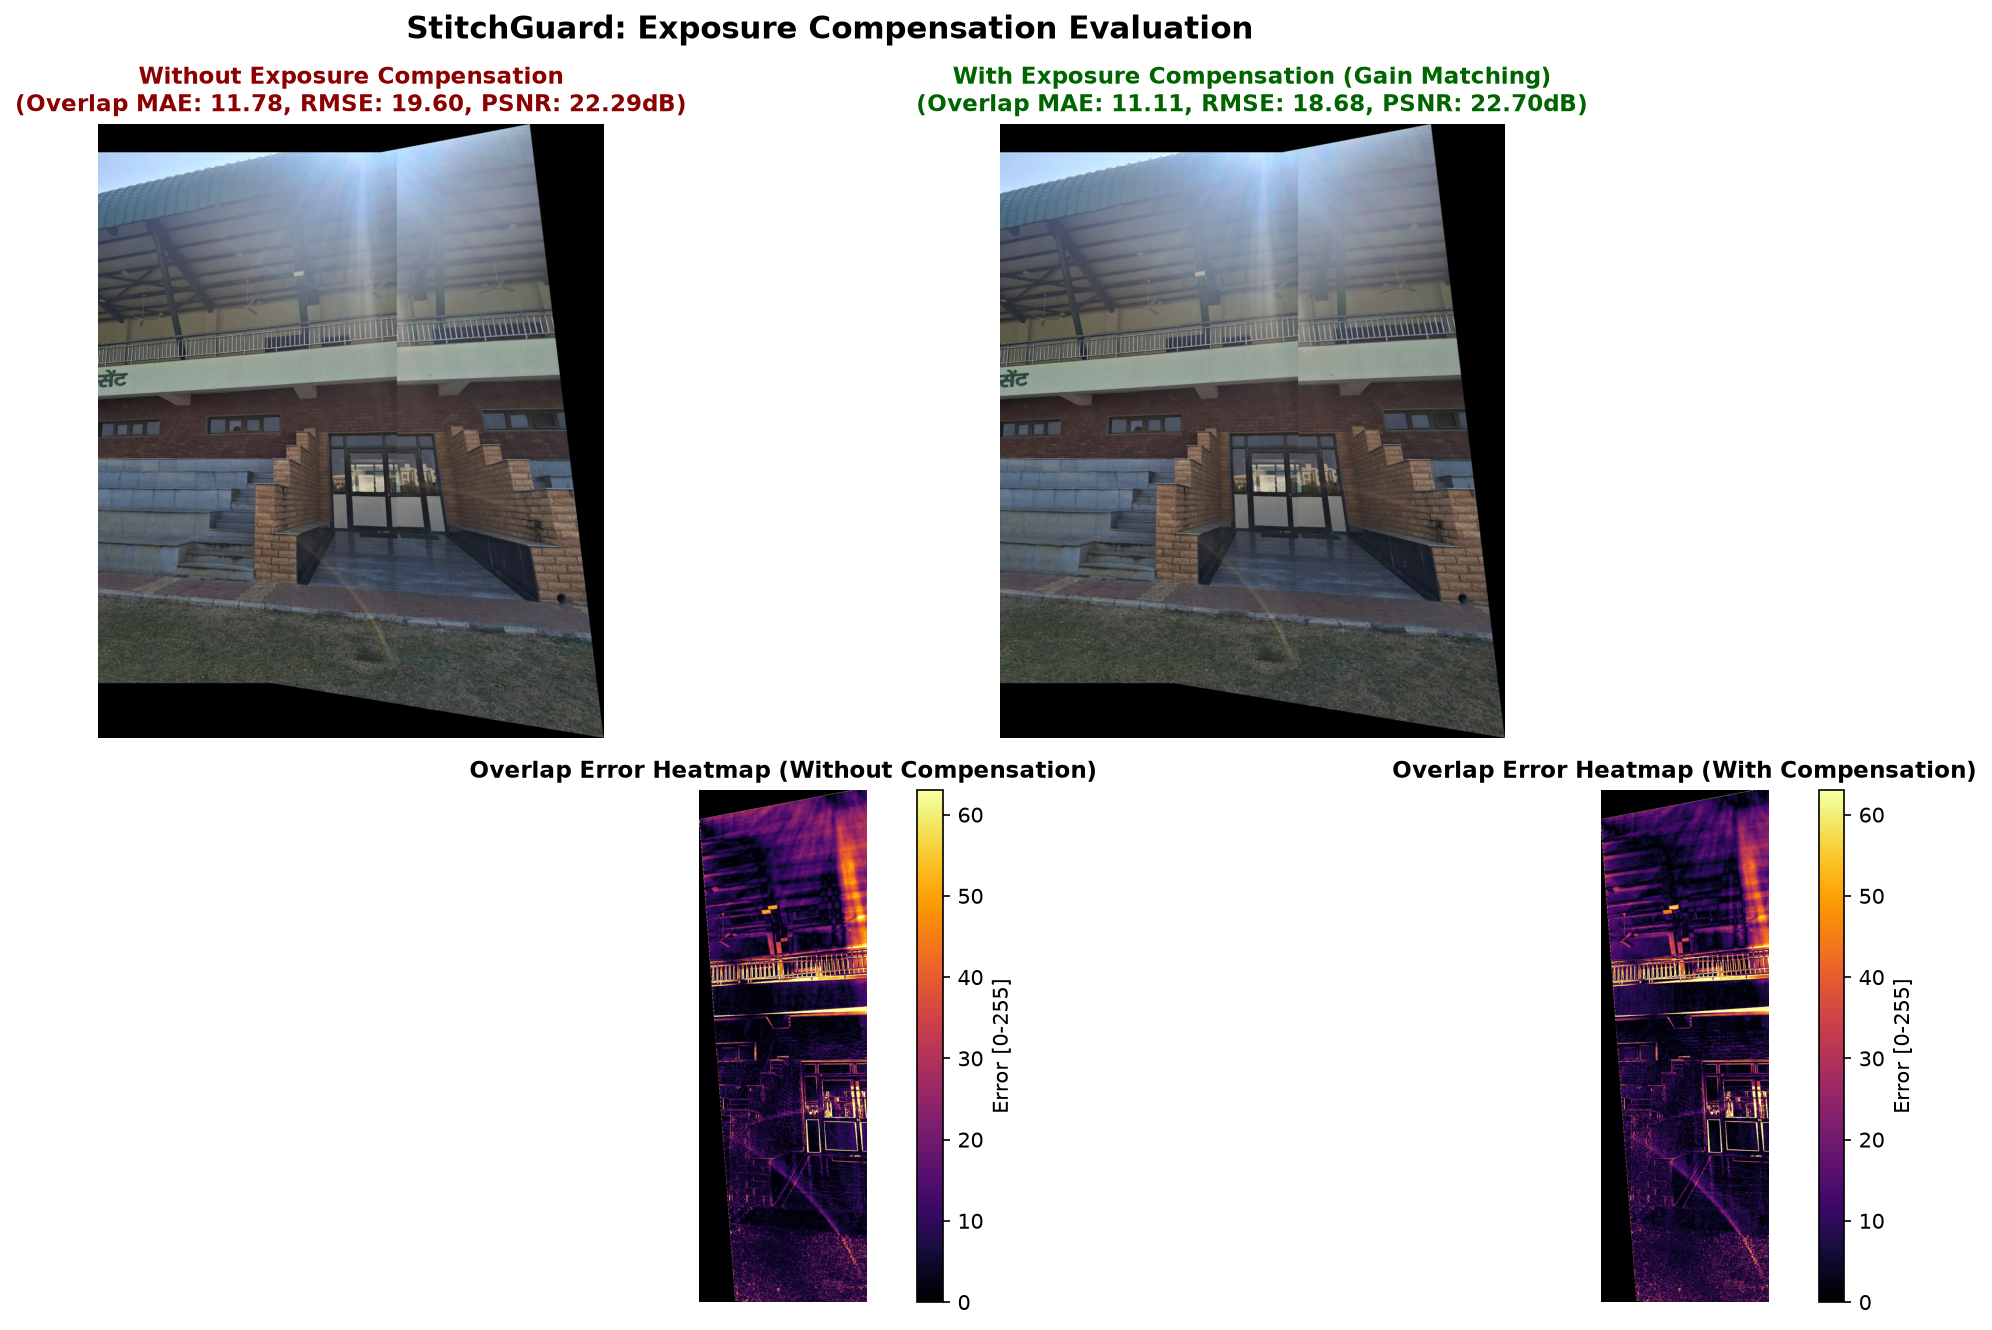 StitchGuard: Exposure Compensation Evaluation
Without Exposure Compensation
(Overlap MAE: 11.78, RMSE: 19.60, PSNR: 22.29dB)
With Exposure Compensation (Gain Matching)
(Overlap MAE: 11.11, RMSE: 18.68, PSNR: 22.70dB)
सेंट
सेंट
Overlap Error Heatmap (Without Compensation)
60
50
40
30
20
10
0
Error [0-255]
Overlap Error Heatmap (With Compensation)
60
50
40
30
20
10
0
Error [0-255]